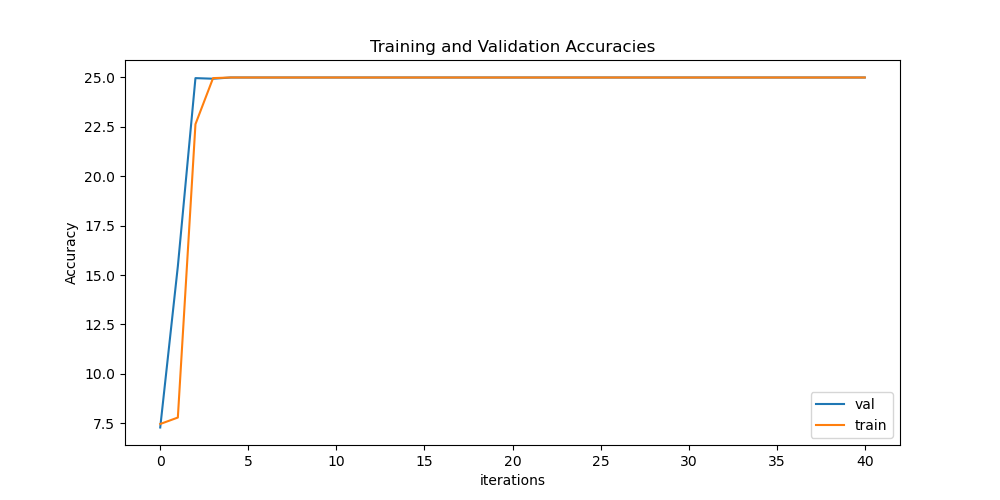 Training and Validation Accuracies
Accuracy
25.0
22.5
20.0
17.5
15.0
12.5
10.0
7.5
val
train
0 5 10 15 20 25 30 35 40
iterations